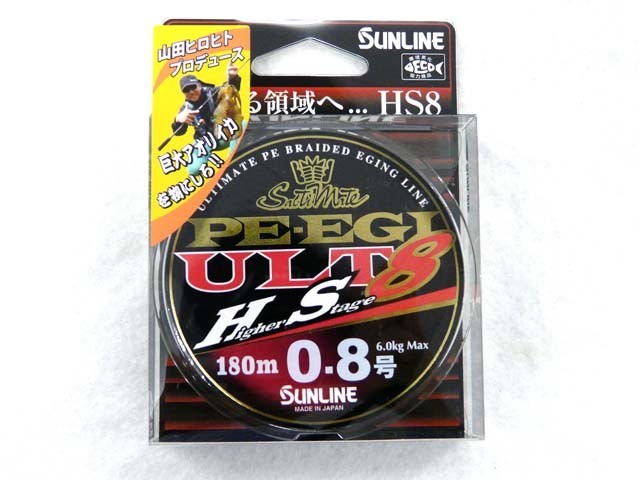 山田ヒロヒト
プロデュース
巨大アオリイカ
を物にしろ!!
SUNLINE
ECO
る領域へ... HS8
ULTIMATE PE BRAIDED EGING LINE
SaltiMate
PE-EGI
ULT8
Higher Stage
180m 0.8号
6.0kg Max
SUNLINE
MADE IN JAPAN